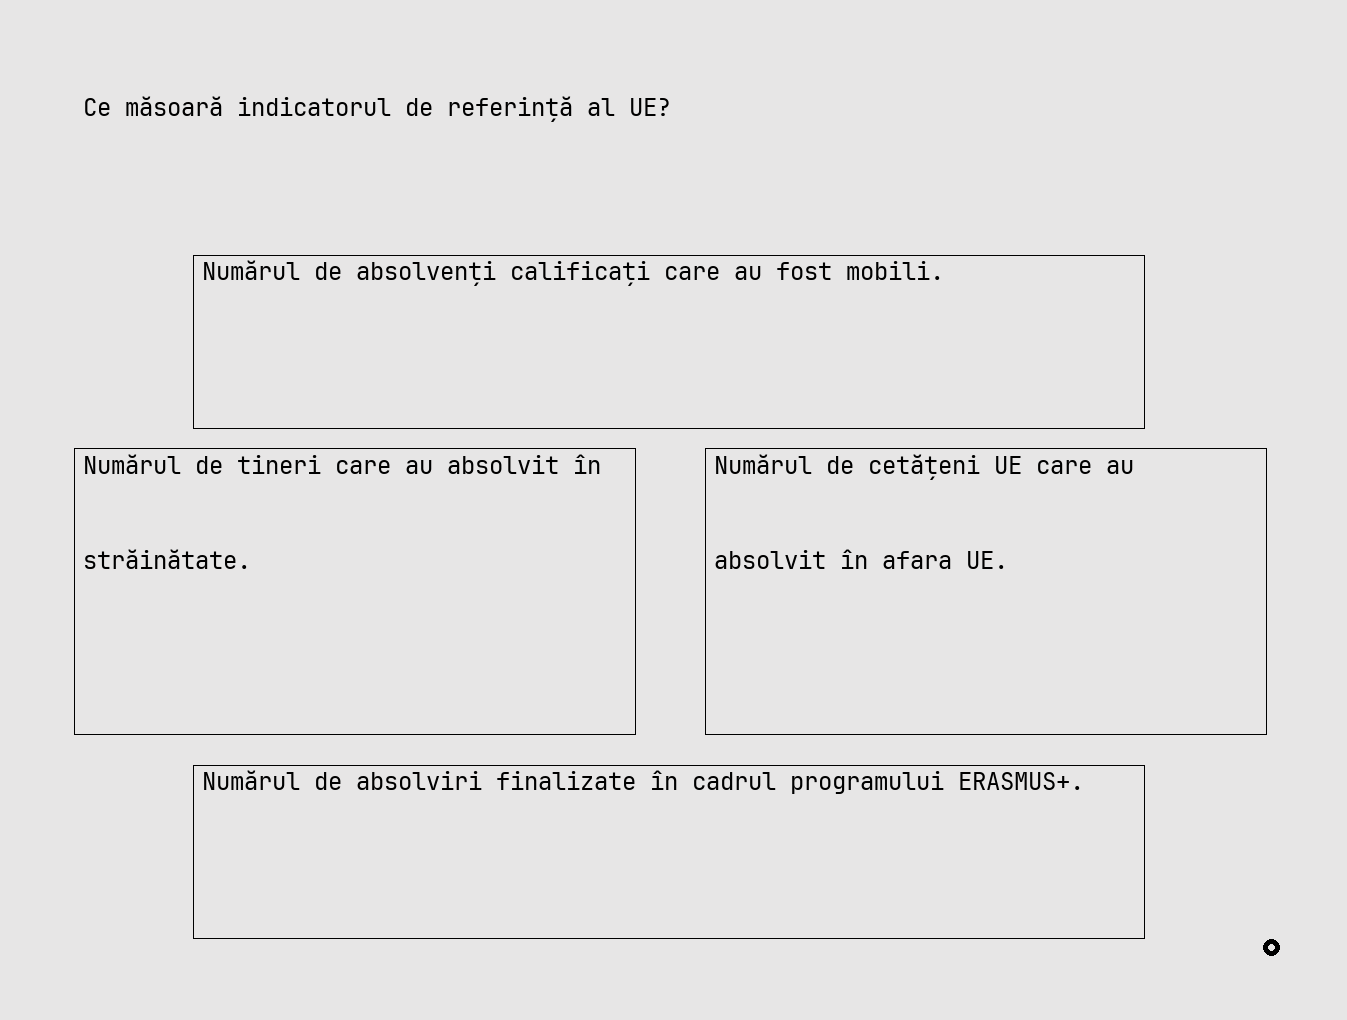 Ce măsoară indicatorul de referință al UE?
Numărul de absolvenți calificați care au fost mobili.
Numărul de tineri care au absolvit în
străinătate.
Numărul de cetățeni UE care au
absolvit în afara UE.
Numărul de absolviri finalizate în cadrul programului ERASMUS+.